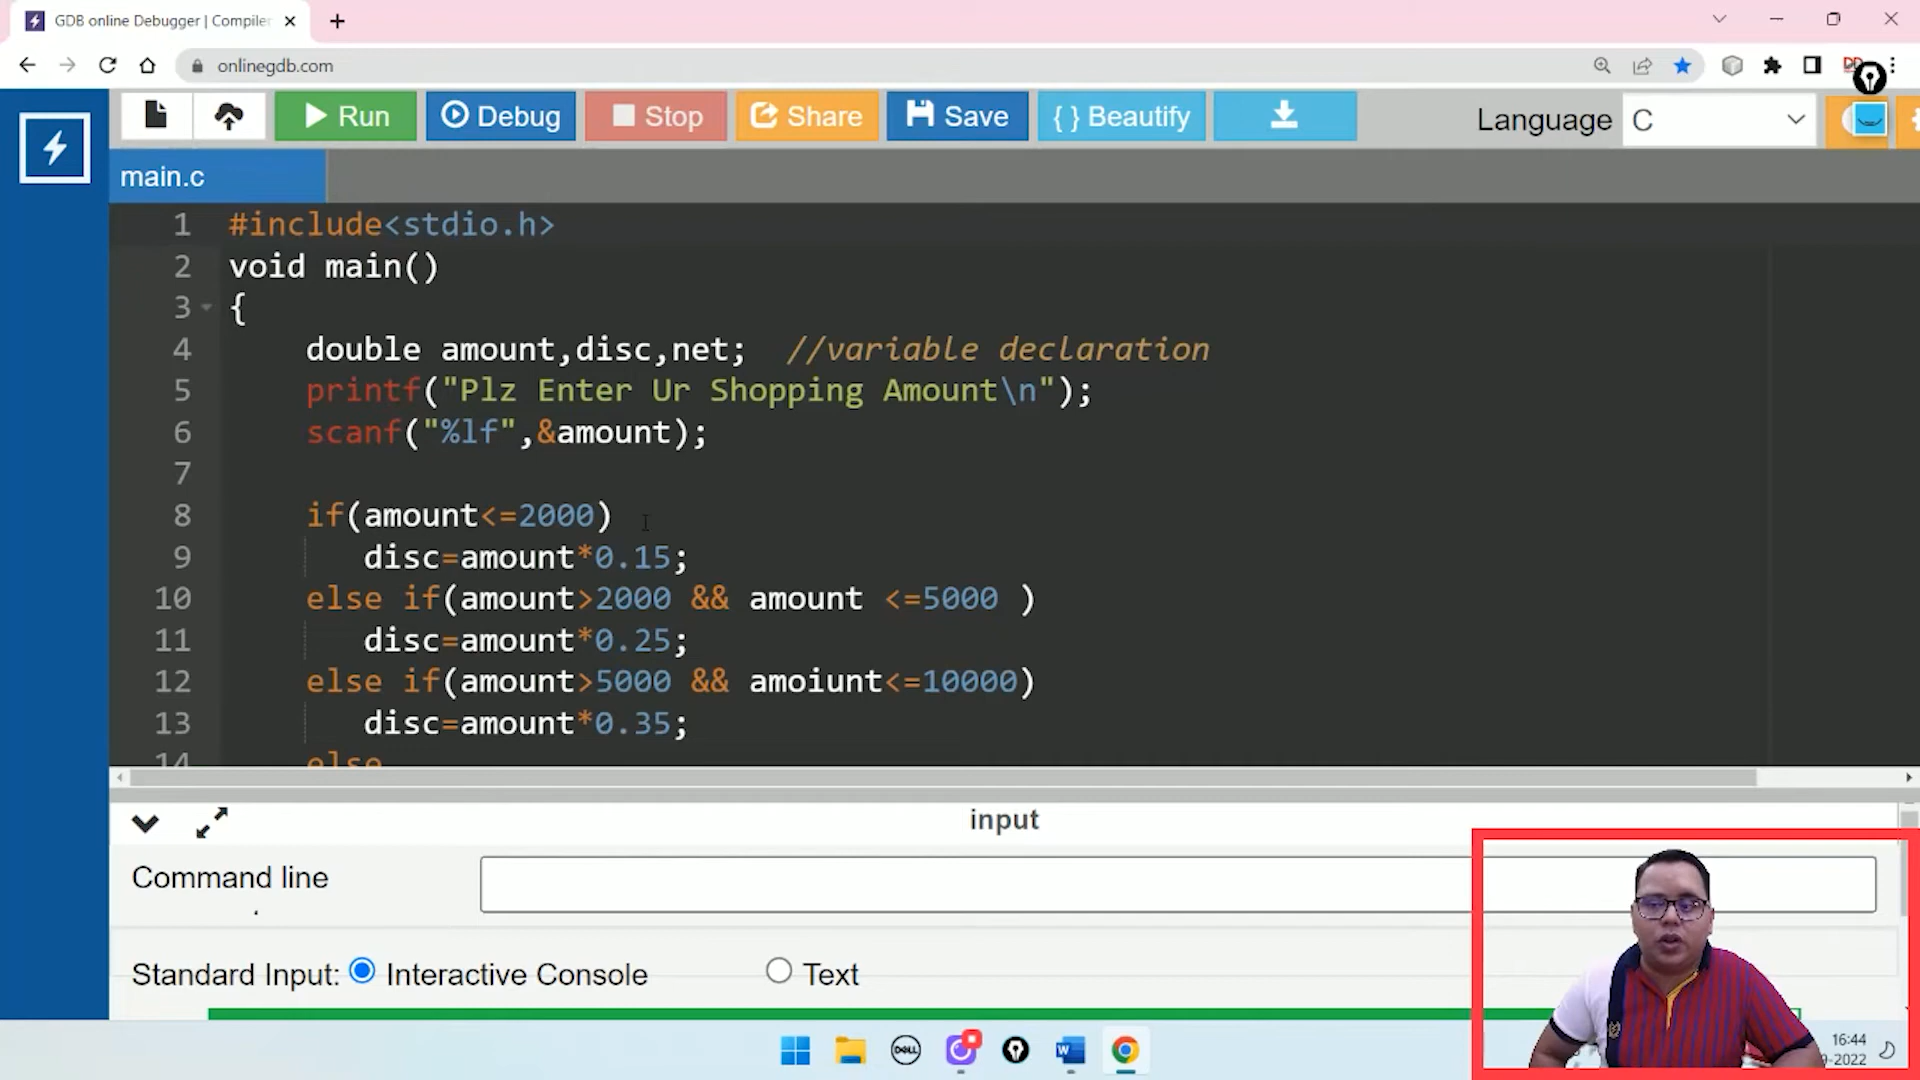 GDB online Debugger | Compiler
onlinegdb.com
Run Debug Stop Share Save { } Beautify Language C
main.c
1 #include<stdio.h>
2 void main()
3 {
4 double amount,disc,net; //variable declaration
5 printf("Plz Enter Ur Shopping Amount\n");
6 scanf("%lf",&amount);
7
8 if(amount<=2000)
9 disc=amount*0.15;
10 else if(amount>2000 && amount <=5000 )
11 disc=amount*0.25;
12 else if(amount>5000 && amoiunt<=10000)
13 disc=amount*0.35;
14 else
input
Command line
Standard Input: Interactive Console Text
DELL
W
16:44
-2022